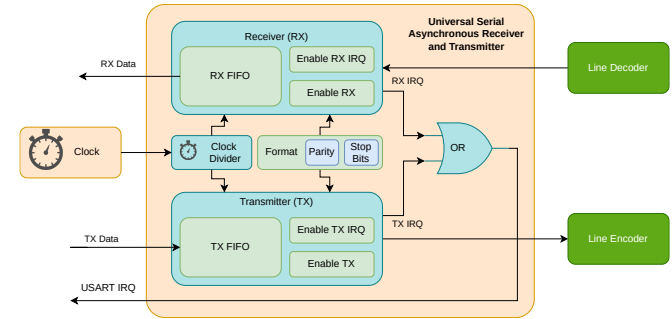 Universal Serial
Asynchronous Receiver
and Transmitter
Receiver (RX)
RX Data
RX FIFO
Enable RX IRQ
Enable RX
RX IRQ
Line Decoder
Clock
Clock
Divider
Format
Parity
Stop
Bits
OR
Transmitter (TX)
TX Data
TX FIFO
Enable TX IRQ
Enable TX
TX IRQ
Line Encoder
USART IRQ